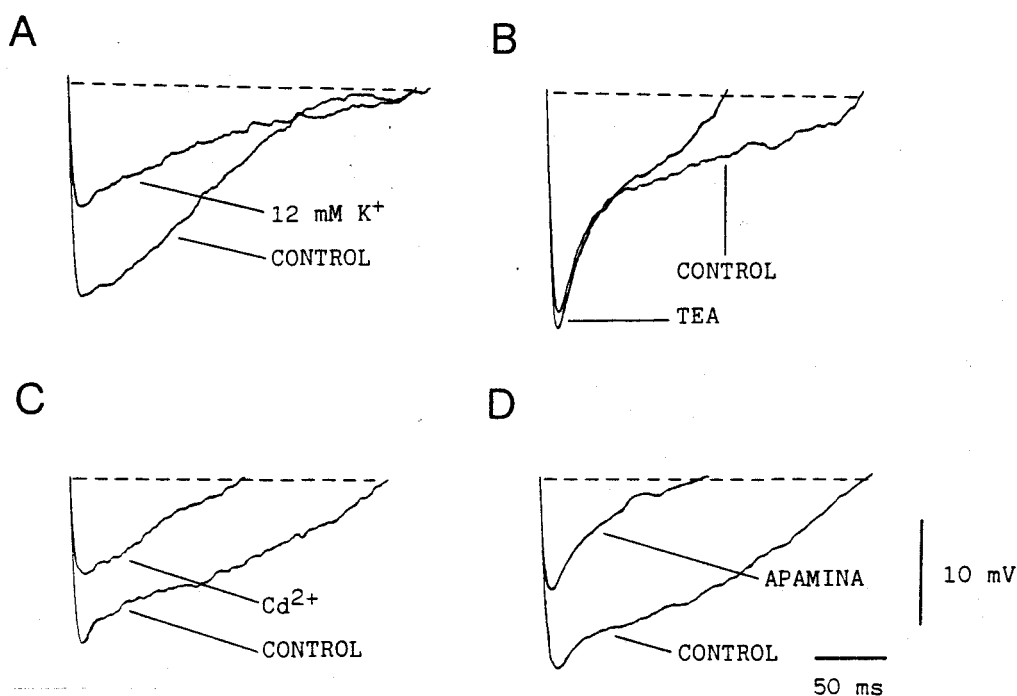 A
12 mM K⁺
CONTROL
B
CONTROL
TEA
C
Cd²⁺
CONTROL
D
APAMINA
CONTROL
10 mV
50 ms